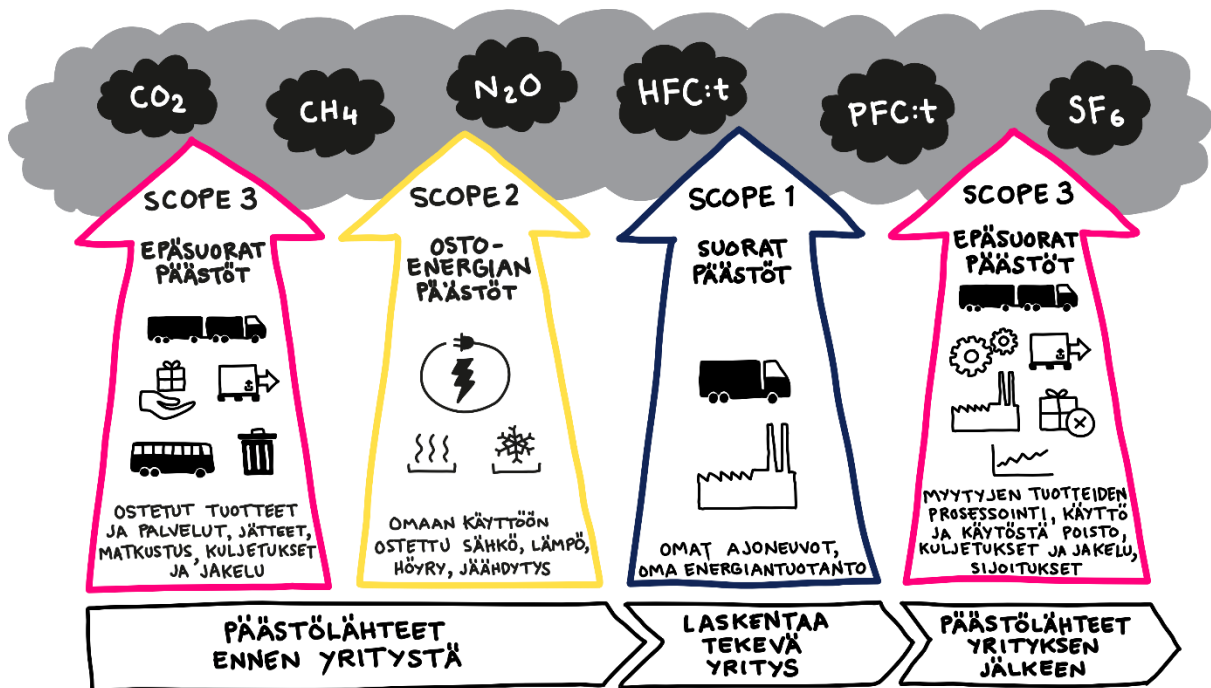 CO₂
CH₄
N₂O
HFC:t
PFC:t
SF₆
SCOPE 3
EPÄSUORAT
PÄÄSTÖT
OSTETUT TUOTTEET
JA PALVELUT, JÄTTEET,
MATKUSTUS, KULJETUKSET
JA JAKELU
SCOPE 2
OSTO-
ENERGIAN
PÄÄSTÖT
OMAAN KÄYTTÖÖN
OSTETTU SÄHKÖ, LÄMPÖ,
HÖYRY, JÄÄHDYTYS
SCOPE 1
SUORAT
PÄÄSTÖT
OMAT AJONEUVOT,
OMA ENERGIANTUOTANTO
SCOPE 3
EPÄSUORAT
PÄÄSTÖT
MYYTYJEN TUOTTEIDEN
PROSESSOINTI, KÄYTTÖ
JA KÄYTÖSTÄ POISTO,
KULJETUKSET JA JAKELU,
SIJOITUKSET
PÄÄSTÖLÄHTEET
ENNEN YRITYSTÄ
LASKENTAA
TEKEVÄ
YRITYS
PÄÄSTÖLÄHTEET
YRITYKSEN
JÄLKEEN